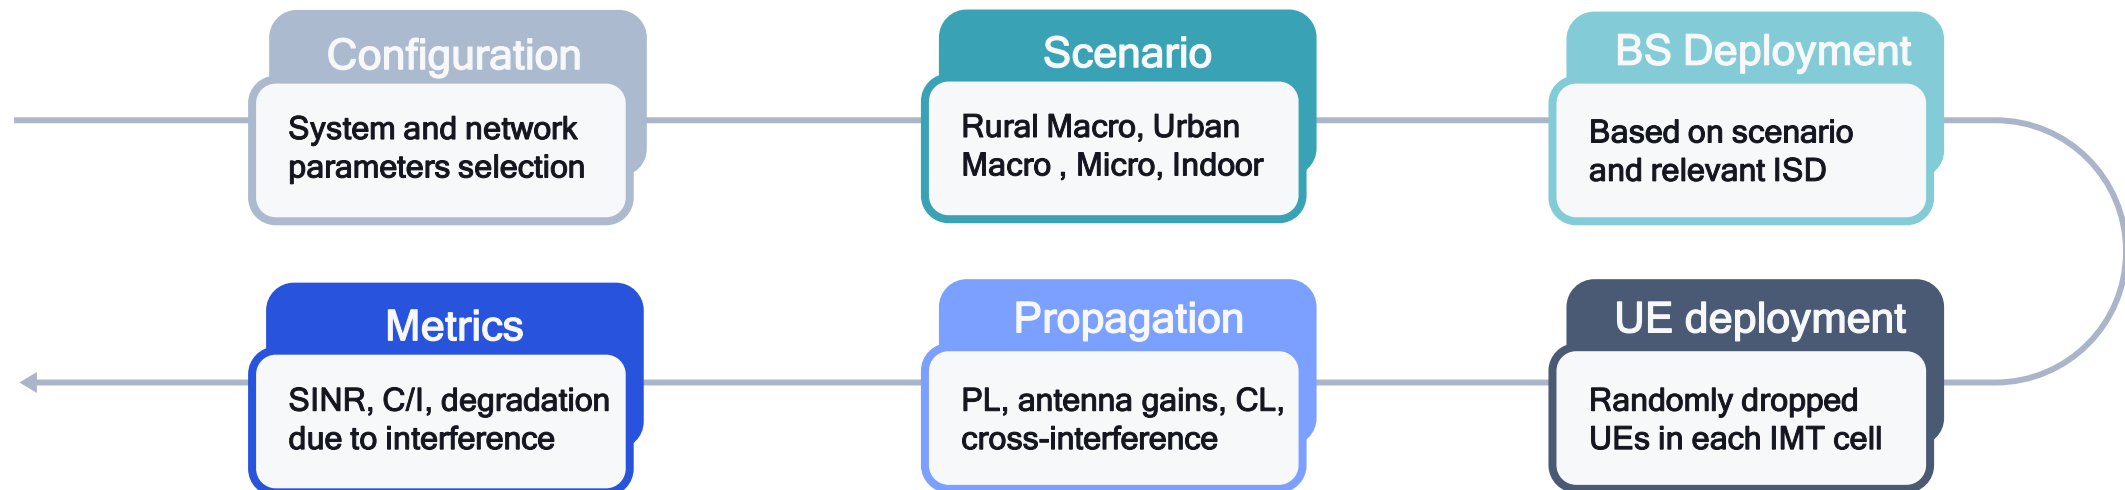 Configuration
System and network
parameters selection
Scenario
Rural Macro, Urban
Macro , Micro, Indoor
BS Deployment
Based on scenario
and relevant ISD
UE deployment
Randomly dropped
UEs in each IMT cell
Propagation
PL, antenna gains, CL,
cross-interference
Metrics
SINR, C/I, degradation
due to interference